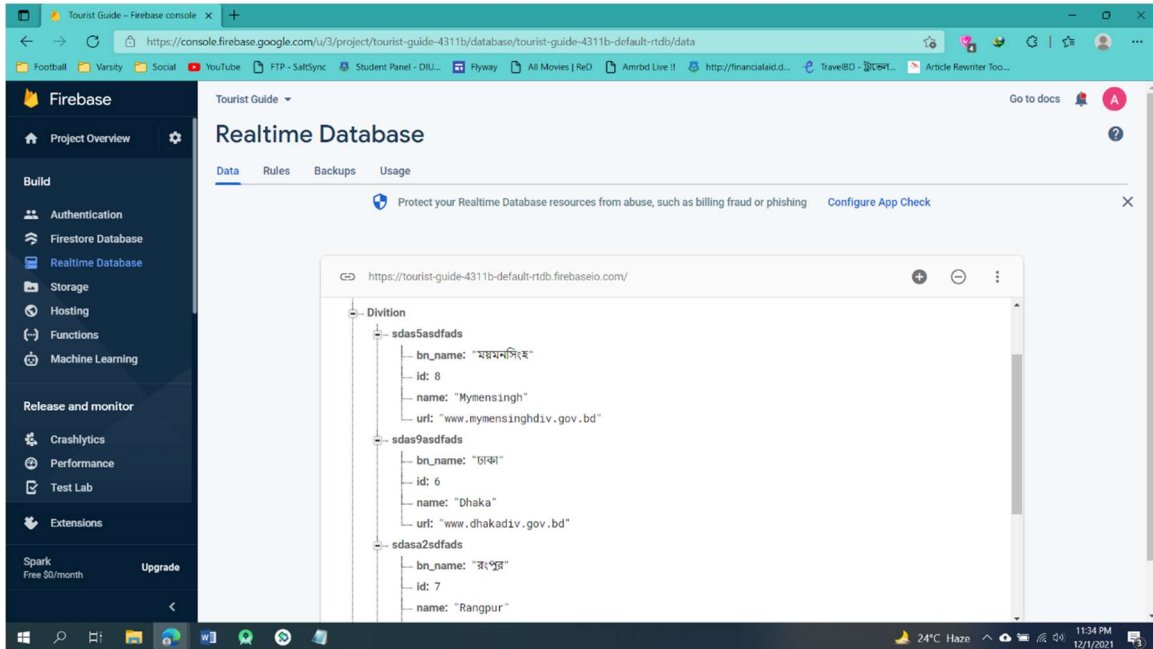 Tourist Guide – Firebase console
https://console.firebase.google.com/u/3/project/tourist-guide-4311b/database/tourist-guide-4311b-default-rtdb/data
Football Varsity Social YouTube FTP - SaltSync Student Panel - DIU... Flyway All Movies | ReD Amrbd Live !! http://financialaid.d... TravelBD - Article Rewriter Too...
Firebase
Tourist Guide
Go to docs
A
Project Overview
Realtime Database
Data Rules Backups Usage
Build
Protect your Realtime Database resources from abuse, such as billing fraud or phishing Configure App Check
Authentication
Firestore Database
Realtime Database
Storage
Hosting
Functions
Machine Learning
Release and monitor
Crashlytics
Performance
Test Lab
Extensions
Spark
Free $0/month
Upgrade
https://tourist-guide-4311b-default-rtdb.firebaseio.com/
Divition
sdas5asdfads
bn_name: "ময়মনসিংহ"
id: 8
name: "Mymensingh"
url: "www.mymensinghdiv.gov.bd"
sdas9asdfads
bn_name: "ঢাকা"
id: 6
name: "Dhaka"
url: "www.dhakadiv.gov.bd"
sdasa2sdfads
bn_name: "রংপুর"
id: 7
name: "Rangpur"
24°C Haze
11:34 PM
12/1/2021
3